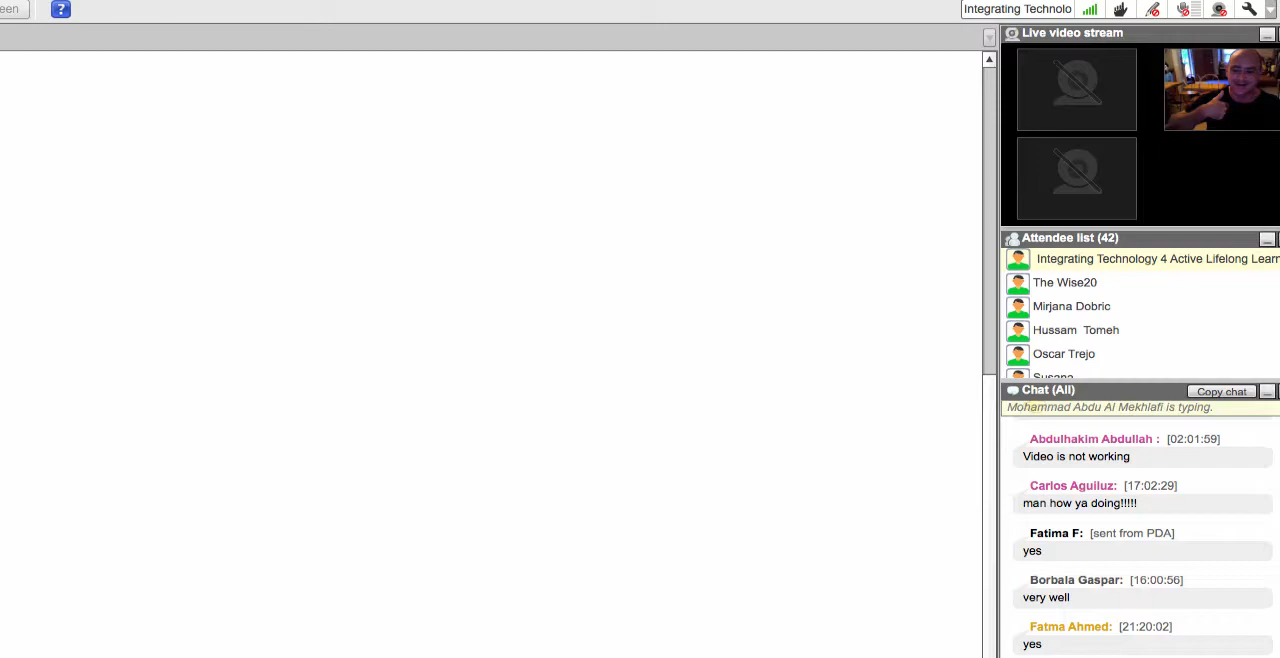 een
?
Integrating Technolo
Live video stream
Attendee list (42)
Integrating Technology 4 Active Lifelong Learn
The Wise20
Mirjana Dobric
Hussam Tomeh
Oscar Trejo
Susana
Chat (All)
Copy chat
Mohammad Abdu Al Mekhlafi is typing.
Abdulhakim Abdullah : [02:01:59]
Video is not working
Carlos Aguiluz: [17:02:29]
man how ya doing!!!!!
Fatima F: [sent from PDA]
yes
Borbala Gaspar: [16:00:56]
very well
Fatma Ahmed: [21:20:02]
yes